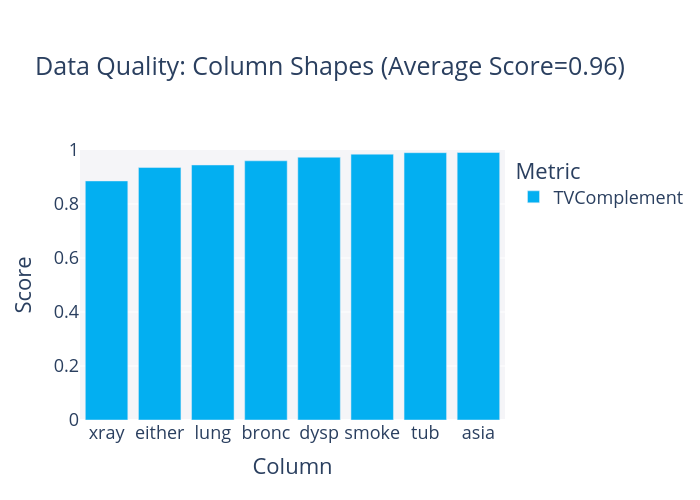 Data Quality: Column Shapes (Average Score=0.96)
Metric
TVComplement
Score
1
0.8
0.6
0.4
0.2
0
xray either lung bronc dysp smoke tub asia
Column